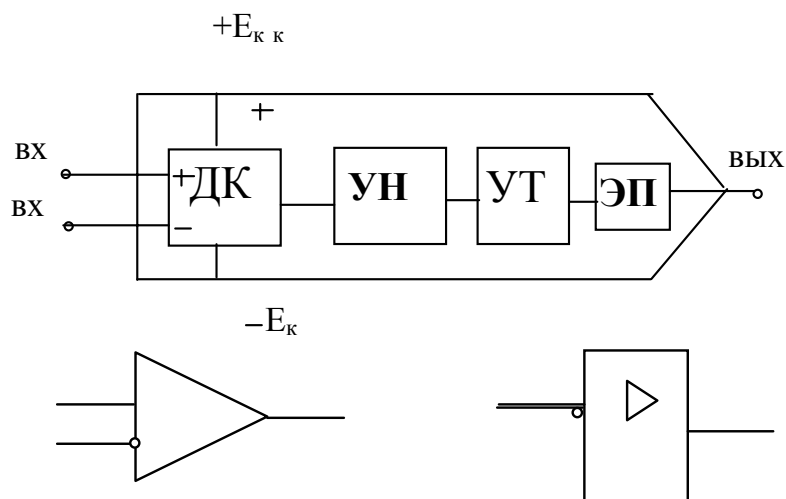 +Eк к
+
вх
+
ДК
УН
УТ
ЭП
вых
вх
–
–Eк